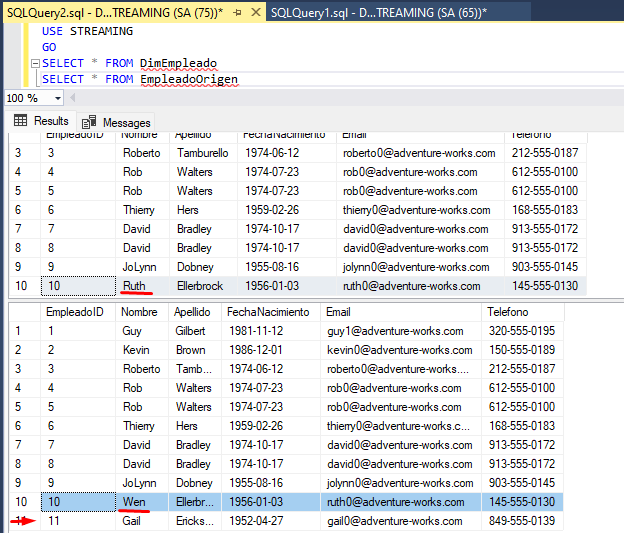 SQLQuery2.sql - D...TREAMING (SA (75))* SQLQuery1.sql - D...TREAMING (SA (65))*
USE STREAMING
GO
SELECT * FROM DimEmpleado
SELECT * FROM EmpleadoOrigen
100 %
Results Messages
EmpleadoID Nombre Apellido FechaNacimiento Email Telefono
3 3 Roberto Tamburello 1974-06-12 roberto0@adventure-works.com 212-555-0187
4 4 Rob Walters 1974-07-23 rob0@adventure-works.com 612-555-0100
5 5 Rob Walters 1974-07-23 rob0@adventure-works.com 612-555-0100
6 6 Thierry Hers 1959-02-26 thierry0@adventure-works.com 168-555-0183
7 7 David Bradley 1974-10-17 david0@adventure-works.com 913-555-0172
8 8 David Bradley 1974-10-17 david0@adventure-works.com 913-555-0172
9 9 JoLynn Dobney 1955-08-16 jolynn0@adventure-works.com 903-555-0145
10 10 Ruth Ellerbrock 1956-01-03 ruth0@adventure-works.com 145-555-0130
EmpleadoID Nombre Apellido FechaNacimiento Email Telefono
1 1 Guy Gilbert 1981-11-12 guy1@adventure-works.com 320-555-0195
2 2 Kevin Brown 1986-12-01 kevin0@adventure-works.com 150-555-0189
3 3 Roberto Tamb... 1974-06-12 roberto0@adventure-works.... 212-555-0187
4 4 Rob Walters 1974-07-23 rob0@adventure-works.com 612-555-0100
5 5 Rob Walters 1974-07-23 rob0@adventure-works.com 612-555-0100
6 6 Thierry Hers 1959-02-26 thierry0@adventure-works.c... 168-555-0183
7 7 David Bradley 1974-10-17 david0@adventure-works.com 913-555-0172
8 8 David Bradley 1974-10-17 david0@adventure-works.com 913-555-0172
9 9 JoLynn Dobney 1955-08-16 jolynn0@adventure-works.com 903-555-0145
10 10 Wen Ellerbr... 1956-01-03 ruth0@adventure-works.com 145-555-0130
11 11 Gail Ericks... 1952-04-27 gail0@adventure-works.com 849-555-0139